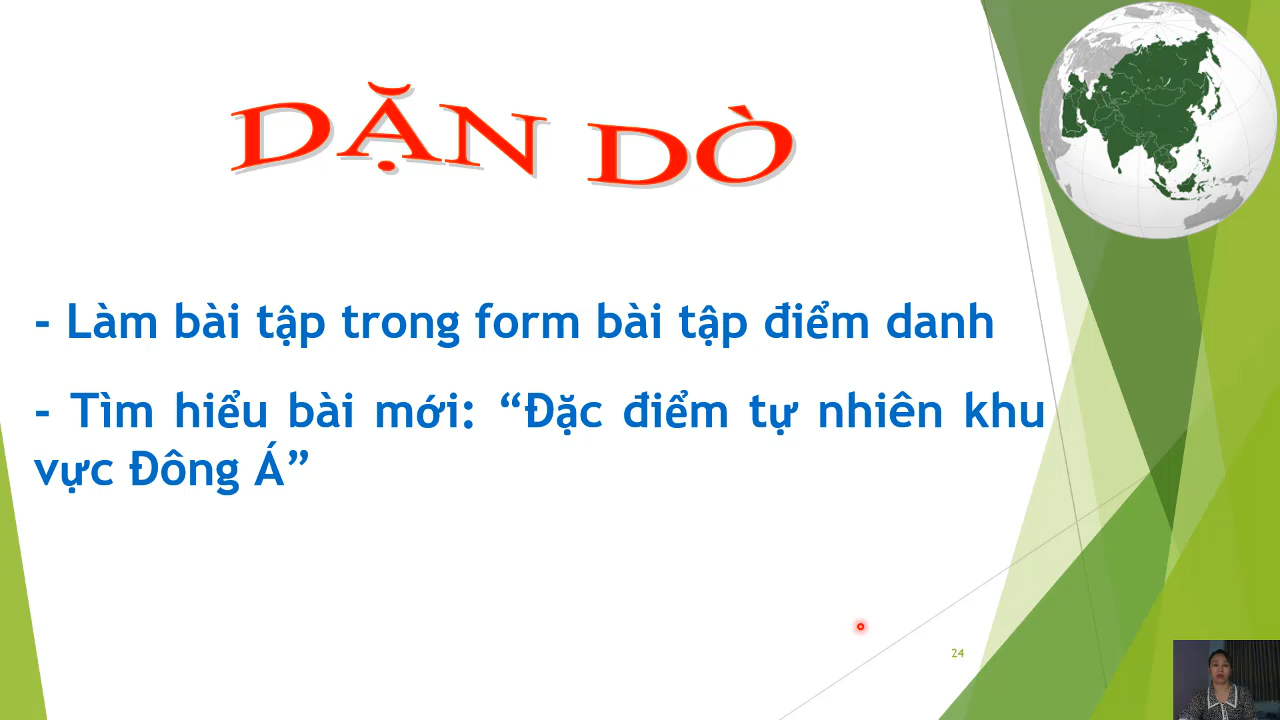 DẶN DÒ
- Làm bài tập trong form bài tập điểm danh
- Tìm hiểu bài mới: “Đặc điểm tự nhiên khu
vực Đông Á”
24